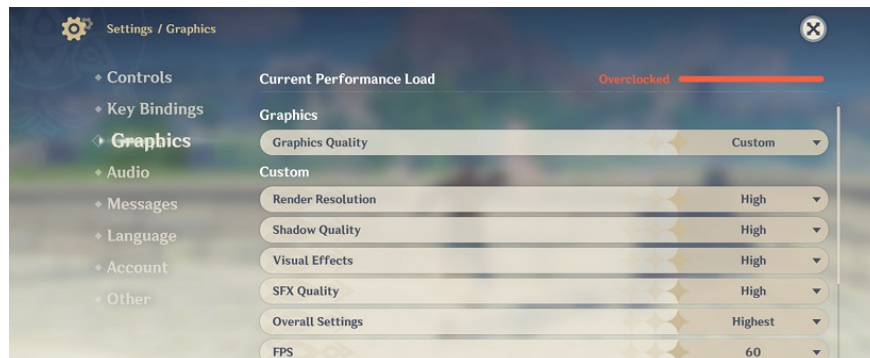 Settings / Graphics
Controls
Key Bindings
Graphics
Audio
Messages
Language
Account
Other
Current Performance Load Overclocked
Graphics
Graphics Quality Custom
Custom
Render Resolution High
Shadow Quality High
Visual Effects High
SFX Quality High
Overall Settings Highest
FPS 60